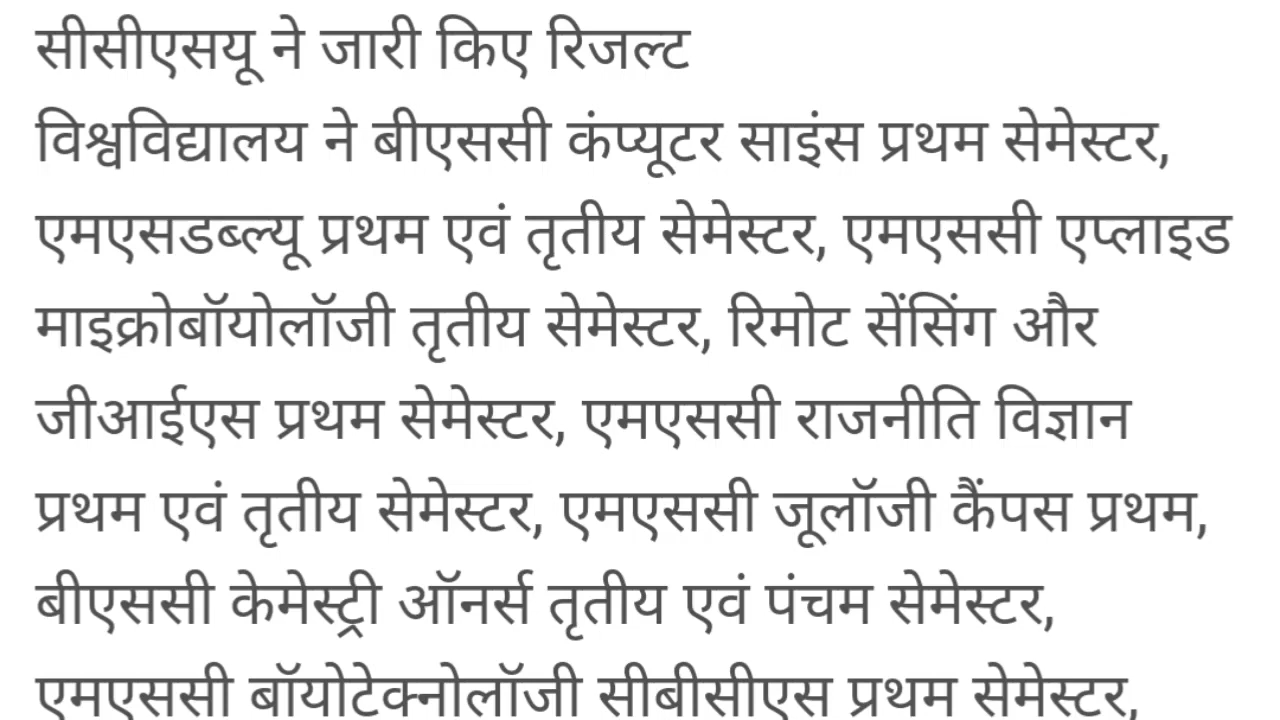 सीसीएसयू ने जारी किए रिजल्ट
विश्वविद्यालय ने बीएससी कंप्यूटर साइंस प्रथम सेमेस्टर,
एमएसडब्ल्यू प्रथम एवं तृतीय सेमेस्टर, एमएससी एप्लाइड
माइक्रोबॉयोलॉजी तृतीय सेमेस्टर, रिमोट सेंसिंग और
जीआईएस प्रथम सेमेस्टर, एमएससी राजनीति विज्ञान
प्रथम एवं तृतीय सेमेस्टर, एमएससी जूलॉजी कैंपस प्रथम,
बीएससी केमेस्ट्री ऑनर्स तृतीय एवं पंचम सेमेस्टर,
एमएससी बॉयोटेक्नोलॉजी सीबीसीएस प्रथम सेमेस्टर,